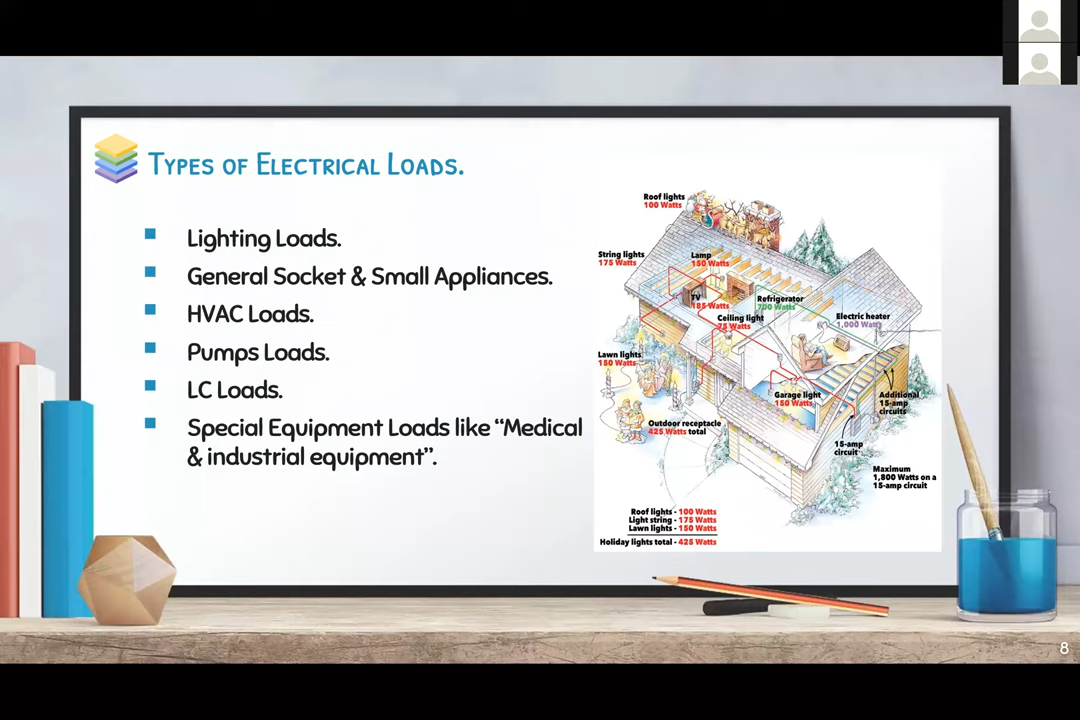 TYPES OF ELECTRICAL LOADS.
Lighting Loads.
General Socket & Small Appliances.
HVAC Loads.
Pumps Loads.
LC Loads.
Special Equipment Loads like “Medical
& industrial equipment”.
Roof lights
100 Watts
String lights
175 Watts
Lamp
150 Watts
TV
185 Watts
Refrigerator
700 Watts
Ceiling light
75 Watts
Electric heater
1,000 Watts
Lawn lights
150 Watts
Garage light
150 Watts
Additional
15-amp
circuits
Outdoor receptacle
425 Watts total
15-amp
circuit
Maximum
1,800 Watts on a
15-amp circuit
Roof lights - 100 Watts
Light string - 175 Watts
Lawn lights - 150 Watts
Holiday lights total - 425 Watts
8